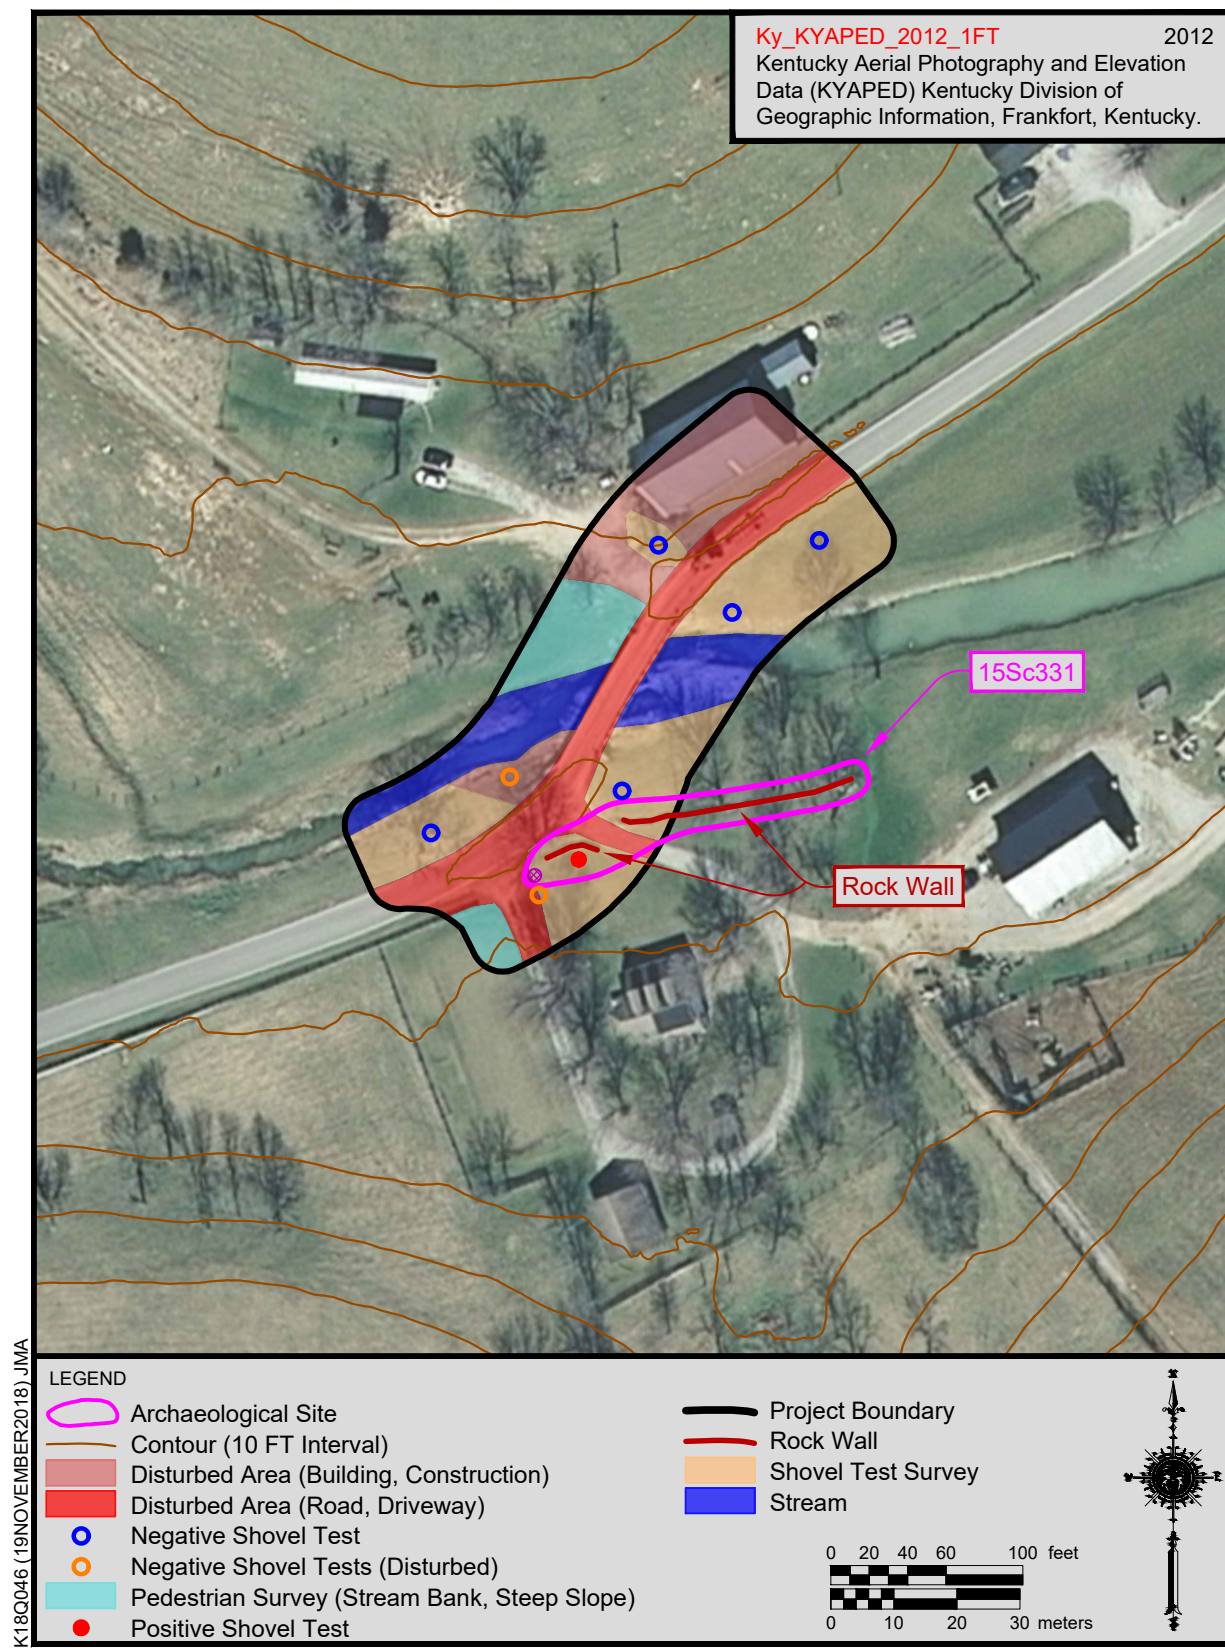 Ky_KYAPED_2012_1FT 2012
Kentucky Aerial Photography and Elevation
Data (KYAPED) Kentucky Division of
Geographic Information, Frankfort, Kentucky.
15Sc331
Rock Wall
K18Q046 (19NOVEMBER2018) JMA
LEGEND
Archaeological Site
Contour (10 FT Interval)
Disturbed Area (Building, Construction)
Disturbed Area (Road, Driveway)
Negative Shovel Test
Negative Shovel Tests (Disturbed)
Pedestrian Survey (Stream Bank, Steep Slope)
Positive Shovel Test
Project Boundary
Rock Wall
Shovel Test Survey
Stream
0 20 40 60 100 feet
0 10 20 30 meters